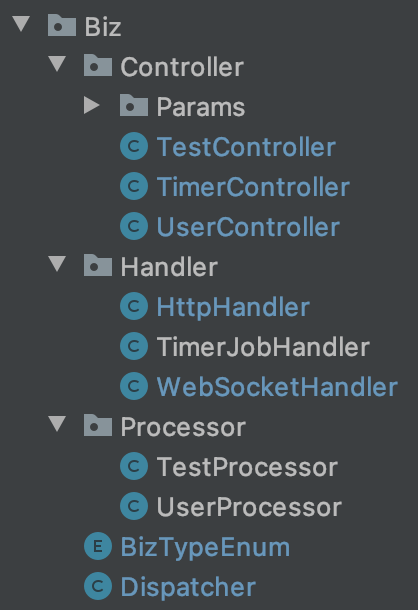 Biz
Controller
Params
C TestController
C TimerController
C UserController
Handler
C HttpHandler
C TimerJobHandler
C WebSocketHandler
Processor
C TestProcessor
C UserProcessor
E BizTypeEnum
C Dispatcher